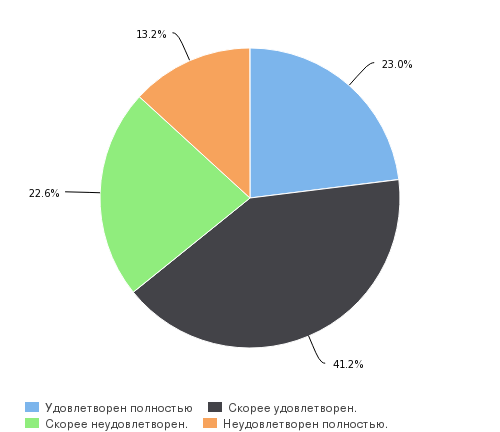 13.2%
23.0%
22.6%
41.2%
Удовлетворен полностью Скорее удовлетворен.
Скорее неудовлетворен. Неудовлетворен полностью.